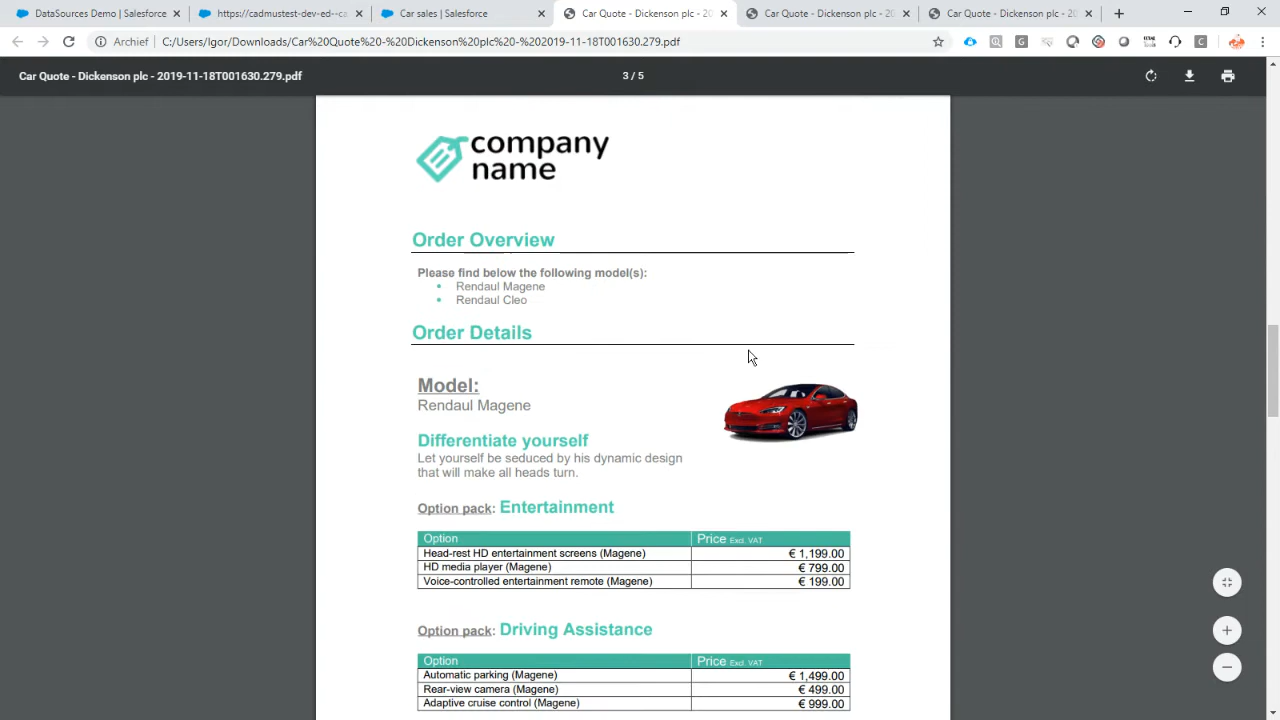 DataSources Demo | Salesforce
https://cadmustest-dev-ed--ca
Car sales | Salesforce
Car Quote - Dickenson plc - 20
Car Quote - Dickenson plc - 20
Car Quote - Dickenson plc - 20
Archief | C:/Users/Igor/Downloads/Car%20Quote%20-%20Dickenson%20plc%20-%202019-11-18T001630.279.pdf
Car Quote - Dickenson plc - 2019-11-18T001630.279.pdf
3 / 5
company
name
Order Overview
Please find below the following model(s):
• Rendaul Magene
• Rendaul Cleo
Order Details
Model:
Rendaul Magene
Differentiate yourself
Let yourself be seduced by his dynamic design
that will make all heads turn.
Option pack: Entertainment
Option Price Excl. VAT
Head-rest HD entertainment screens (Magene) € 1,199.00
HD media player (Magene) € 799.00
Voice-controlled entertainment remote (Magene) € 199.00
Option pack: Driving Assistance
Option Price Excl. VAT
Automatic parking (Magene) € 1,499.00
Rear-view camera (Magene) € 499.00
Adaptive cruise control (Magene) € 999.00